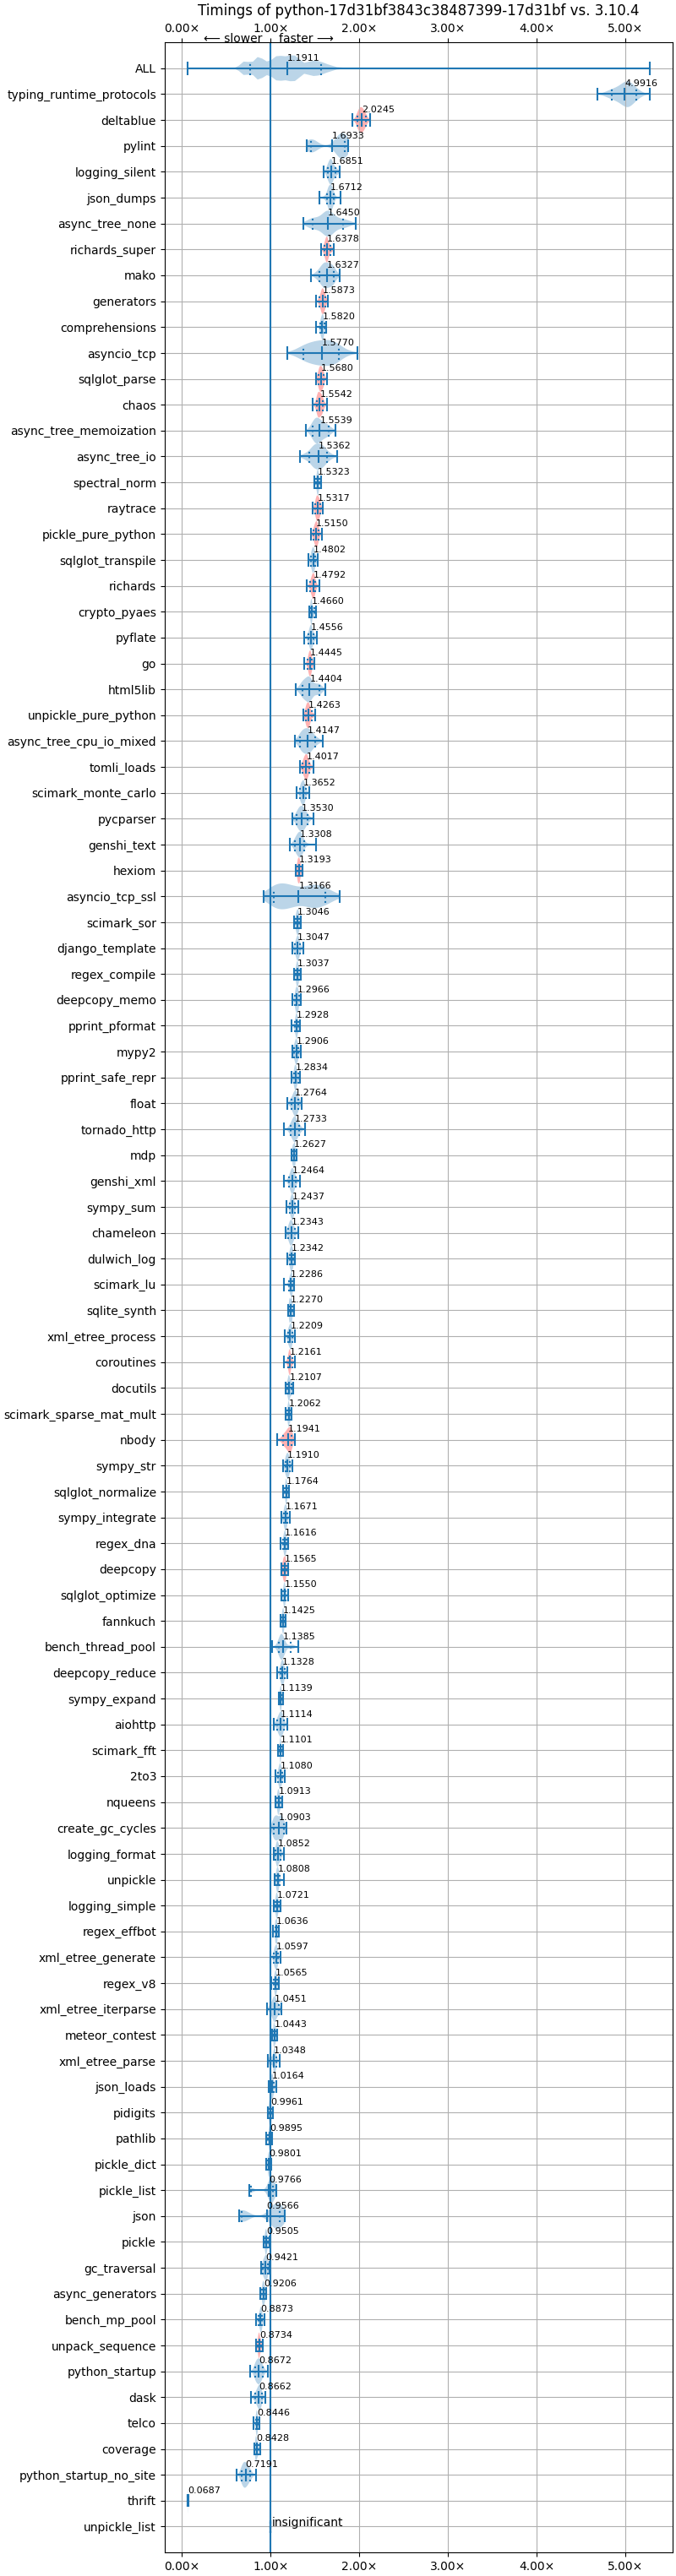 Timings of python-17d31bf3843c38487399-17d31bf vs. 3.10.4
0.00× 1.00× 2.00× 3.00× 4.00× 5.00×
⟵ slower faster ⟶
ALL 1.1911
typing_runtime_protocols 4.9916
deltablue 2.0245
pylint 1.6933
logging_silent 1.6851
json_dumps 1.6712
async_tree_none 1.6450
richards_super 1.6378
mako 1.6327
generators 1.5873
comprehensions 1.5820
asyncio_tcp 1.5770
sqlglot_parse 1.5680
chaos 1.5542
async_tree_memoization 1.5539
async_tree_io 1.5362
spectral_norm 1.5323
raytrace 1.5317
pickle_pure_python 1.5150
sqlglot_transpile 1.4802
richards 1.4792
crypto_pyaes 1.4660
pyflate 1.4556
go 1.4445
html5lib 1.4404
unpickle_pure_python 1.4263
async_tree_cpu_io_mixed 1.4147
tomli_loads 1.4017
scimark_monte_carlo 1.3652
pycparser 1.3530
genshi_text 1.3308
hexiom 1.3193
asyncio_tcp_ssl 1.3166
scimark_sor 1.3046
django_template 1.3047
regex_compile 1.3037
deepcopy_memo 1.2966
pprint_pformat 1.2928
mypy2 1.2906
pprint_safe_repr 1.2834
float 1.2764
tornado_http 1.2733
mdp 1.2627
genshi_xml 1.2464
sympy_sum 1.2437
chameleon 1.2343
dulwich_log 1.2342
scimark_lu 1.2286
sqlite_synth 1.2270
xml_etree_process 1.2209
coroutines 1.2161
docutils 1.2107
scimark_sparse_mat_mult 1.2062
nbody 1.1941
sympy_str 1.1910
sqlglot_normalize 1.1764
sympy_integrate 1.1671
regex_dna 1.1616
deepcopy 1.1565
sqlglot_optimize 1.1550
fannkuch 1.1425
bench_thread_pool 1.1385
deepcopy_reduce 1.1328
sympy_expand 1.1139
aiohttp 1.1114
scimark_fft 1.1101
2to3 1.1080
nqueens 1.0913
create_gc_cycles 1.0903
logging_format 1.0852
unpickle 1.0808
logging_simple 1.0721
regex_effbot 1.0636
xml_etree_generate 1.0597
regex_v8 1.0565
xml_etree_iterparse 1.0451
meteor_contest 1.0443
xml_etree_parse 1.0348
json_loads 1.0164
pidigits 0.9961
pathlib 0.9895
pickle_dict 0.9801
pickle_list 0.9766
json 0.9566
pickle 0.9505
gc_traversal 0.9421
async_generators 0.9206
bench_mp_pool 0.8873
unpack_sequence 0.8734
python_startup 0.8672
dask 0.8662
telco 0.8446
coverage 0.8428
python_startup_no_site 0.7191
thrift 0.0687
unpickle_list insignificant
0.00× 1.00× 2.00× 3.00× 4.00× 5.00×